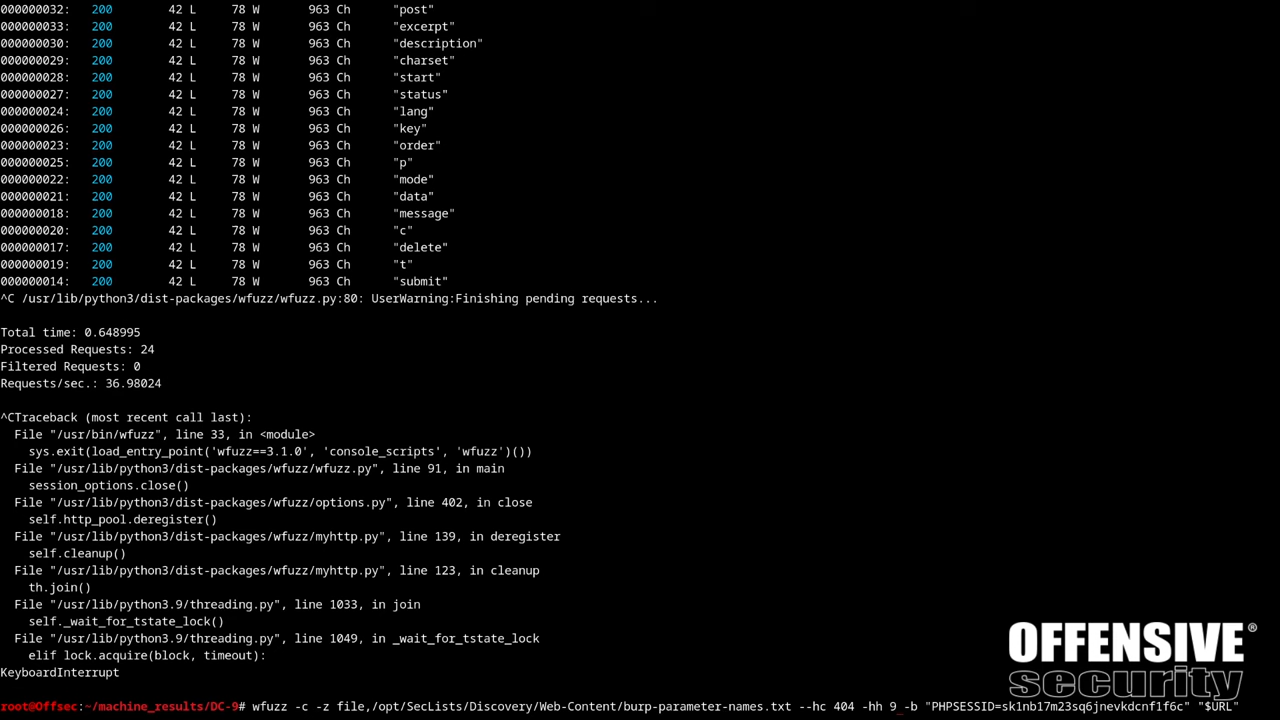 000000032:   200        42 L     78 W       963 Ch      "post"
000000033:   200        42 L     78 W       963 Ch      "excerpt"
000000030:   200        42 L     78 W       963 Ch      "description"
000000029:   200        42 L     78 W       963 Ch      "charset"
000000028:   200        42 L     78 W       963 Ch      "start"
000000027:   200        42 L     78 W       963 Ch      "status"
000000024:   200        42 L     78 W       963 Ch      "lang"
000000026:   200        42 L     78 W       963 Ch      "key"
000000023:   200        42 L     78 W       963 Ch      "order"
000000025:   200        42 L     78 W       963 Ch      "p"
000000022:   200        42 L     78 W       963 Ch      "mode"
000000021:   200        42 L     78 W       963 Ch      "data"
000000018:   200        42 L     78 W       963 Ch      "message"
000000020:   200        42 L     78 W       963 Ch      "c"
000000017:   200        42 L     78 W       963 Ch      "delete"
000000019:   200        42 L     78 W       963 Ch      "t"
000000014:   200        42 L     78 W       963 Ch      "submit"
^C /usr/lib/python3/dist-packages/wfuzz/wfuzz.py:80: UserWarning:Finishing pending requests...
Total time: 0.648995
Processed Requests: 24
Filtered Requests: 0
Requests/sec.: 36.98024
^CTraceback (most recent call last):
  File "/usr/bin/wfuzz", line 33, in <module>
    sys.exit(load_entry_point('wfuzz==3.1.0', 'console_scripts', 'wfuzz')())
  File "/usr/lib/python3/dist-packages/wfuzz/wfuzz.py", line 91, in main
    session_options.close()
  File "/usr/lib/python3/dist-packages/wfuzz/options.py", line 402, in close
    self.http_pool.deregister()
  File "/usr/lib/python3/dist-packages/wfuzz/myhttp.py", line 139, in deregister
    self.cleanup()
  File "/usr/lib/python3/dist-packages/wfuzz/myhttp.py", line 123, in cleanup
    th.join()
  File "/usr/lib/python3.9/threading.py", line 1033, in join
    self._wait_for_tstate_lock()
  File "/usr/lib/python3.9/threading.py", line 1049, in _wait_for_tstate_lock
    elif lock.acquire(block, timeout):
KeyboardInterrupt
root@Offsec:~/machine_results/DC-9# wfuzz -c -z file,/opt/SecLists/Discovery/Web-Content/burp-parameter-names.txt --hc 404 -hh 9 -b "PHPSESSID=sk1nb17m23sq6jnevkdcnf1f6c" "$URL"
OFFENSIVE®
security